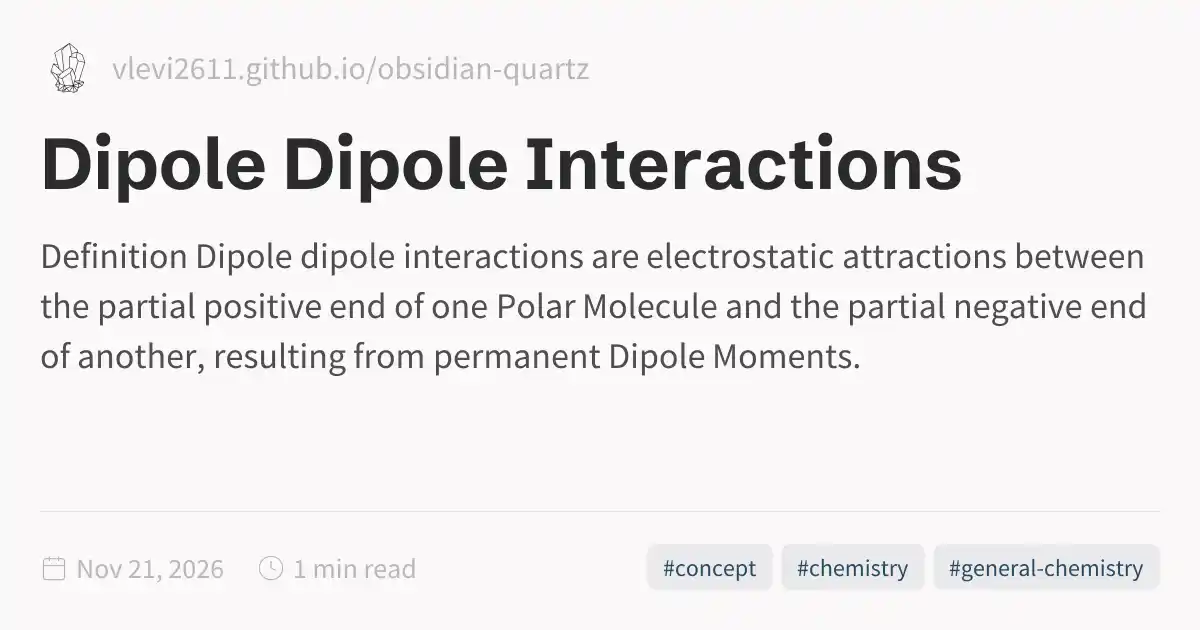 vlevi2611.github.io/obsidian-quartz
Dipole Dipole Interactions
Definition Dipole dipole interactions are electrostatic attractions between
the partial positive end of one Polar Molecule and the partial negative end
of another, resulting from permanent Dipole Moments.
Nov 21, 2026 1 min read #concept #chemistry #general-chemistry